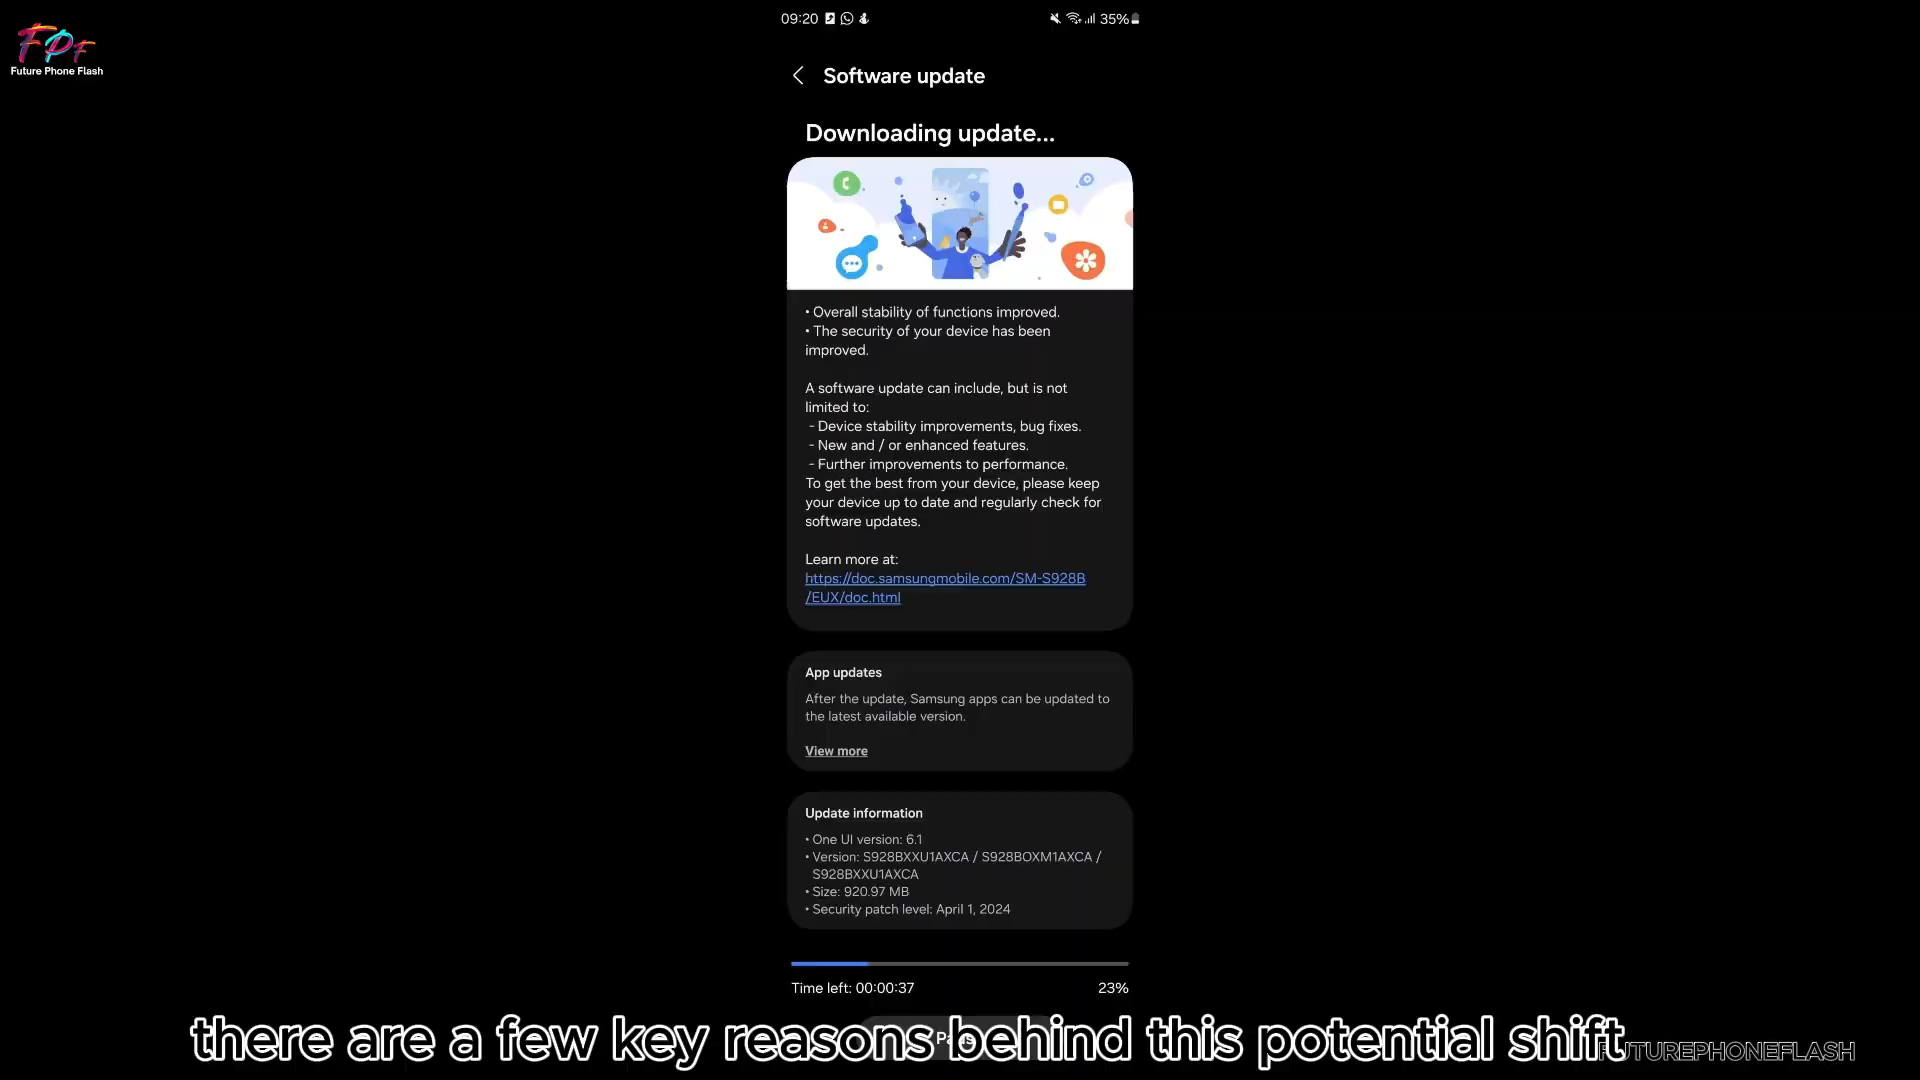 09:20
35%
FPF
Future Phone Flash
Software update
Downloading update...
• Overall stability of functions improved.
• The security of your device has been
improved.
A software update can include, but is not
limited to:
- Device stability improvements, bug fixes.
- New and / or enhanced features.
- Further improvements to performance.
To get the best from your device, please keep
your device up to date and regularly check for
software updates.
Learn more at:
https://doc.samsungmobile.com/SM-S928B
/EUX/doc.html
App updates
After the update, Samsung apps can be updated to
the latest available version.
View more
Update information
• One UI version: 6.1
• Version: S928BXXU1AXCA / S928BOXM1AXCA /
S928BXXU1AXCA
• Size: 920.97 MB
• Security patch level: April 1, 2024
Time left: 00:00:37
23%
there are a few key reasons behind this potential shift
FUTUREPHONEFLASH